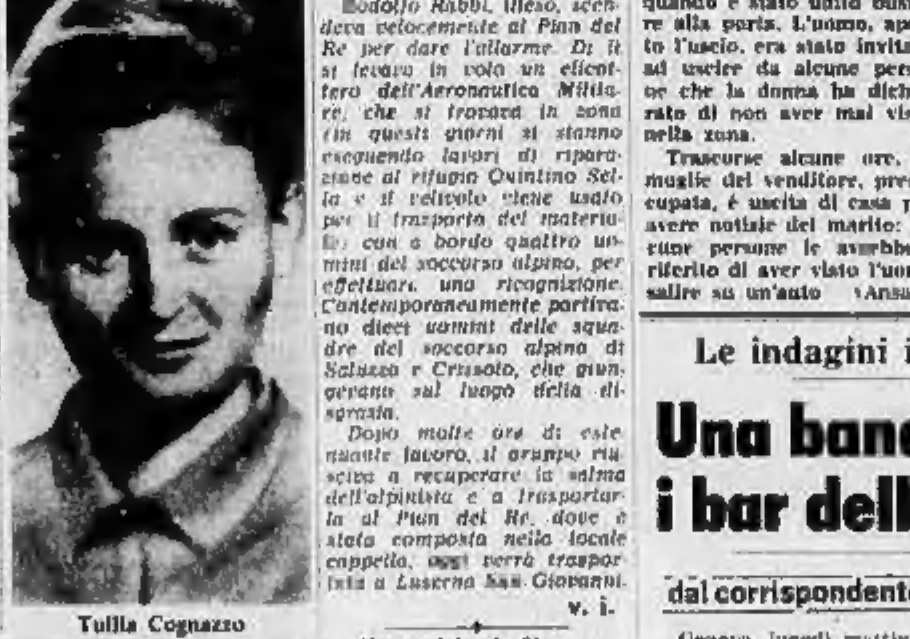 Rodolfo Rabbi, illeso, scen-
deva velocemente al Pian del
Re per dare l'allarme. Di lì
si levava in volo un elicot-
tero dell'Aeronautica Milita-
re, che si trovava in zona
(in questi giorni si stanno
eseguendo lavori di ripara-
zione al rifugio Quintino Sel-
la e il velivolo viene usato
per il trasporto del materia-
le) con a bordo quattro uo-
mini del soccorso alpino, per
effettuare una ricognizione.
Contemporaneamente partiva-
no dieci uomini delle squa-
dre del soccorso alpino di
Saluzzo e Crissolo, che giun-
gevano sul luogo della di-
sgrazia.
Dopo molte ore di este-
nuante lavoro, il gruppo riu-
sciva a recuperare la salma
dell'alpinista e a trasportar-
la al Pian del Re, dove è
stata composta nella locale
cappella, oggi verrà traspor-
tata a Luserna San Giovanni.
v. i.
Tullia Cognazzo
quando è stato udito bus
re alla porta. L'uomo, ape
to l'uscio, era stato invita
ad uscire da alcune pers
ne che la donna ha dich
rato di non aver mai vis
nella zona.
Trascorse alcune ore,
moglie del venditore, pre
cupata, è uscita di casa p
avere notizie del marito:
cune persone le avrebbe
riferito di aver visto l'uom
salire su un'auto (Ansa
Le indagini i
Una band
i bar dell
dal corrispondente